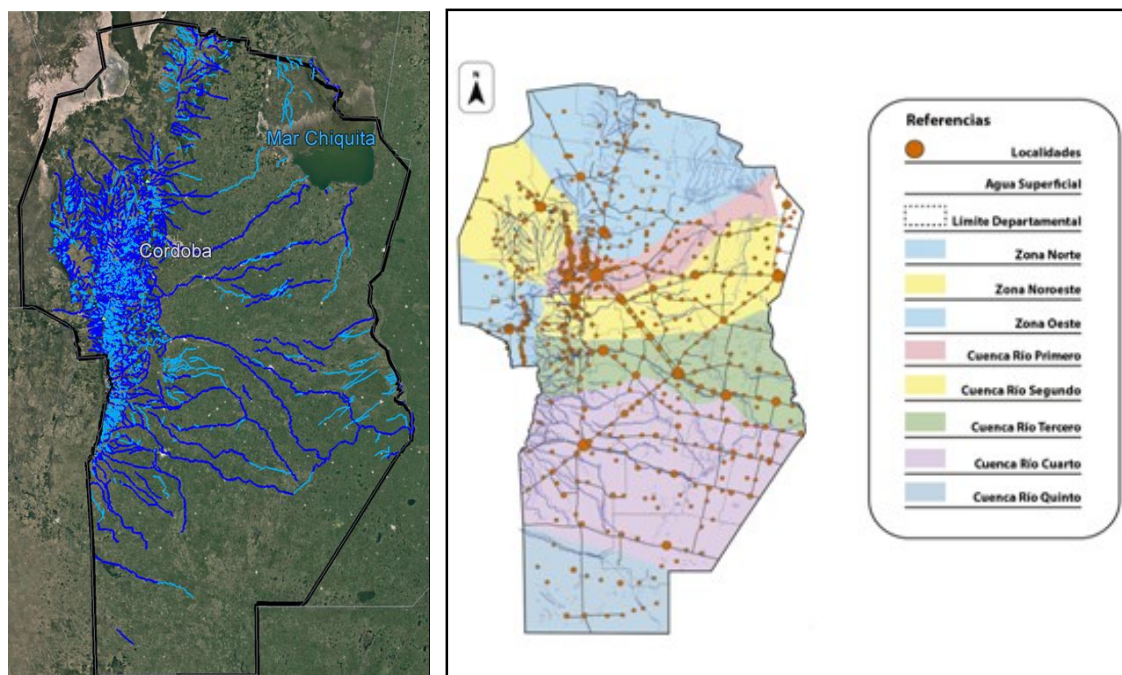 Mar Chiquita
Cordoba
N
Referencias
Localidades
Agua Superficial
Límite Departamental
Zona Norte
Zona Noroeste
Zona Oeste
Cuenca Río Primero
Cuenca Río Segundo
Cuenca Río Tercero
Cuenca Río Cuarto
Cuenca Río Quinto